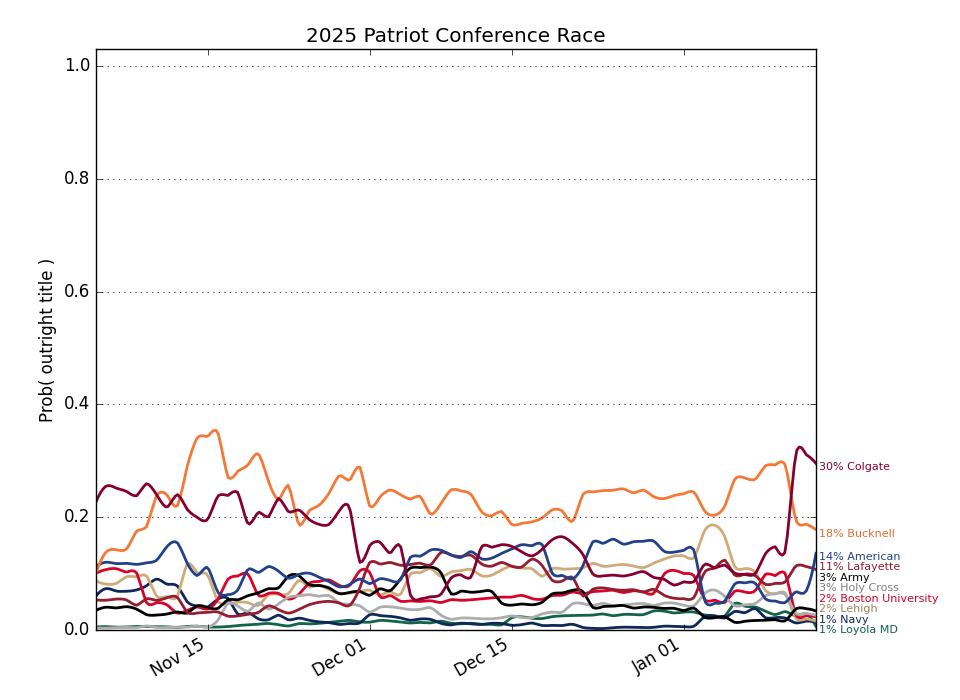 2025 Patriot Conference Race
Prob( outright title )
1.0
0.8
0.6
0.4
0.2
0.0
Nov 15
Dec 01
Dec 15
Jan 01
30% Colgate
18% Bucknell
14% American
11% Lafayette
3% Army
3% Holy Cross
2% Boston University
2% Lehigh
1% Navy
1% Loyola MD